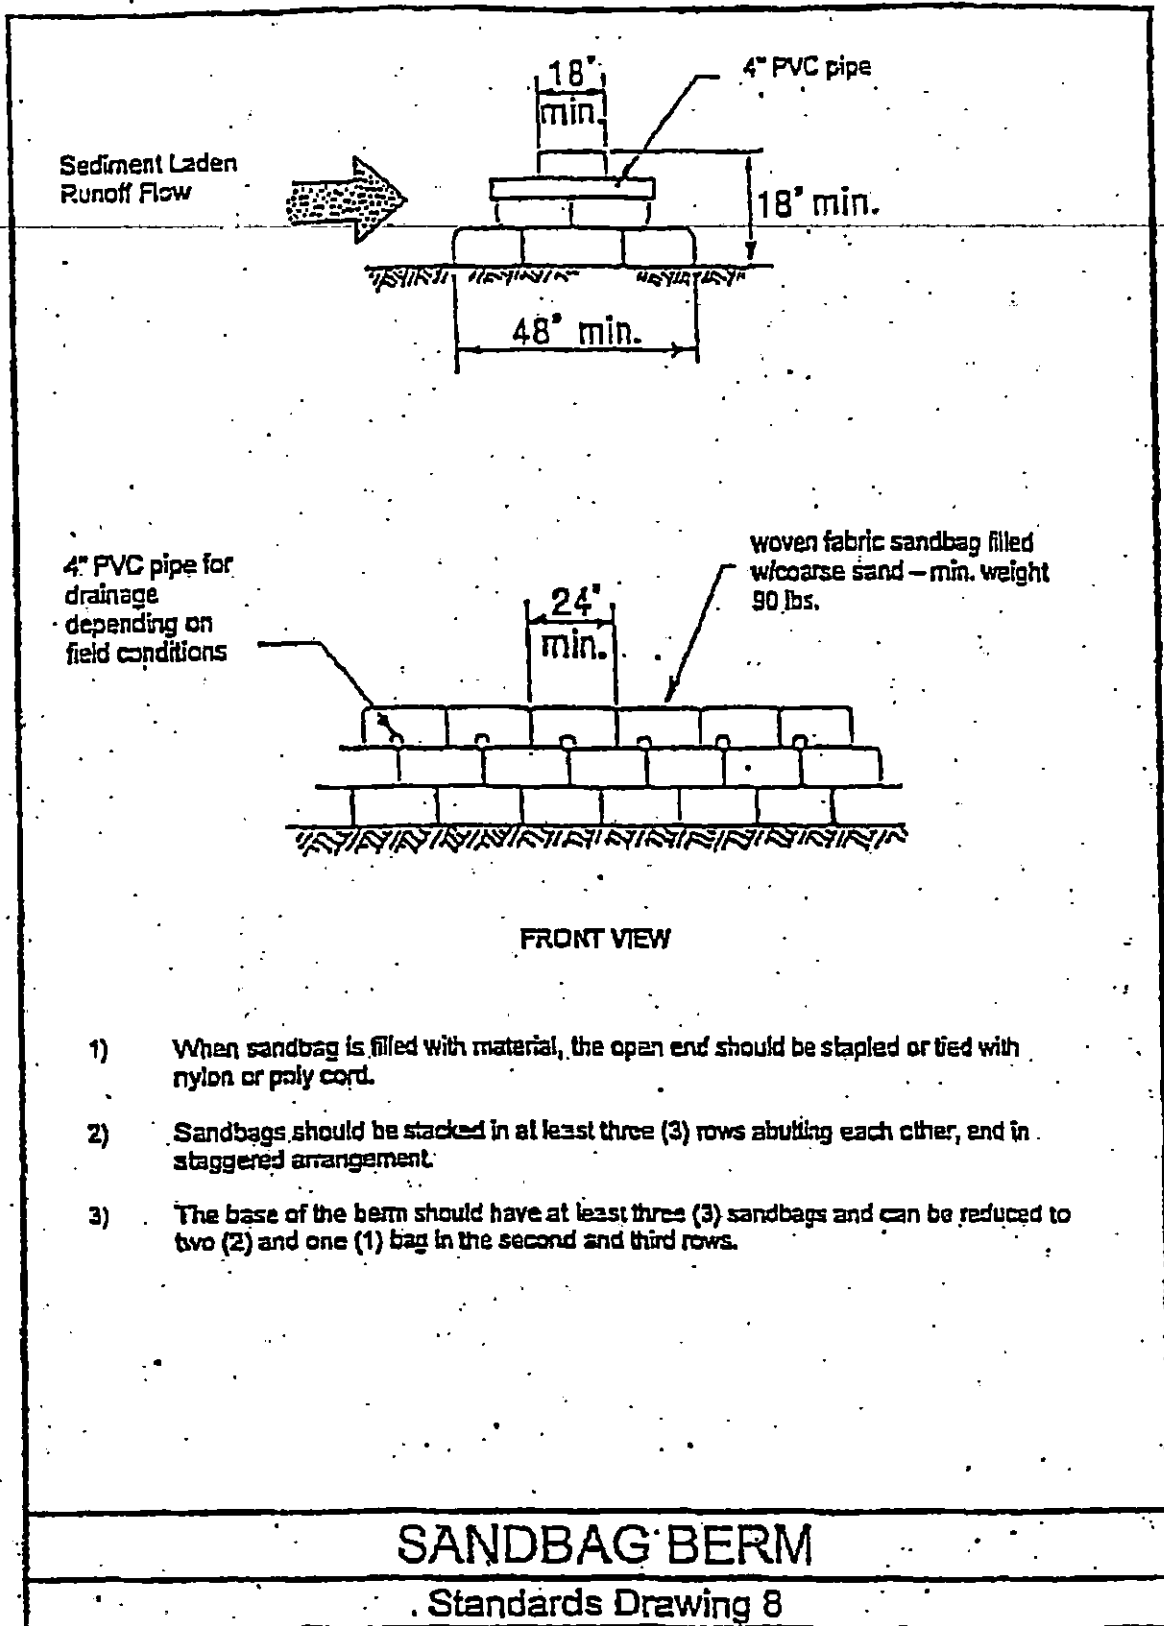 18"
min.
4" PVC pipe
Sediment Laden
Runoff Flow
18" min.
48" min.
4" PVC pipe for
drainage
depending on
field conditions
24"
min.
woven fabric sandbag filled
w/coarse sand – min. weight
90 lbs.
FRONT VIEW
1) When sandbag is filled with material, the open end should be stapled or tied with
nylon or poly cord.
2) Sandbags should be stacked in at least three (3) rows abutting each other, end in
staggered arrangement.
3) The base of the berm should have at least three (3) sandbags and can be reduced to
two (2) and one (1) bag in the second and third rows.
SANDBAG BERM
Standards Drawing 8